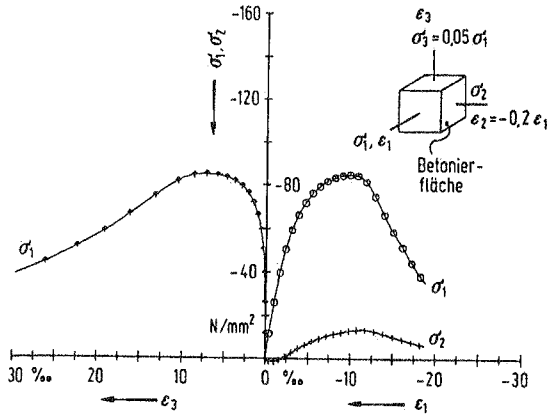 -160
ε₃
σ₃=0,05 σ₁
σ₁, σ₂
-120
σ₂
ε₂=-0,2 ε₁
σ₁, ε₁
Betonier-
fläche
-80
σ₁
-40
σ₁
N/mm²
σ₂
30 ‰ 20 10 0 ‰ -10 -20 -30
ε₃
ε₁